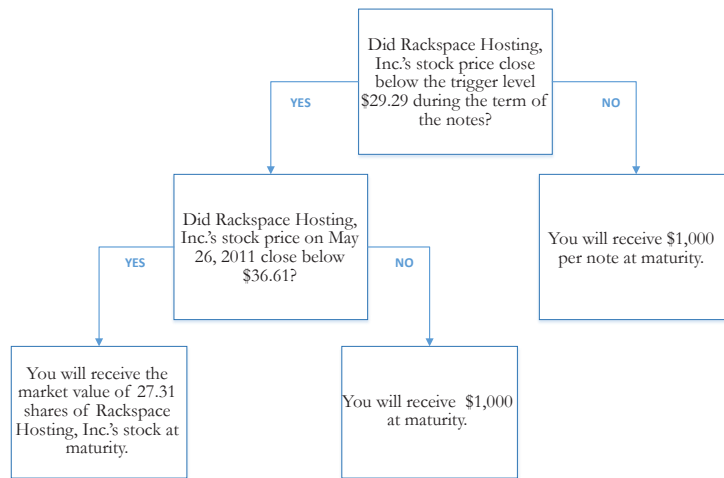 Did Rackspace Hosting,
Inc.'s stock price close
below the trigger level
$29.29 during the term of
the notes?
YES
NO
Did Rackspace Hosting,
Inc.'s stock price on May
26, 2011 close below
$36.61?
You will receive $1,000
per note at maturity.
YES
NO
You will receive the
market value of 27.31
shares of Rackspace
Hosting, Inc.'s stock at
maturity.
You will receive $1,000
at maturity.